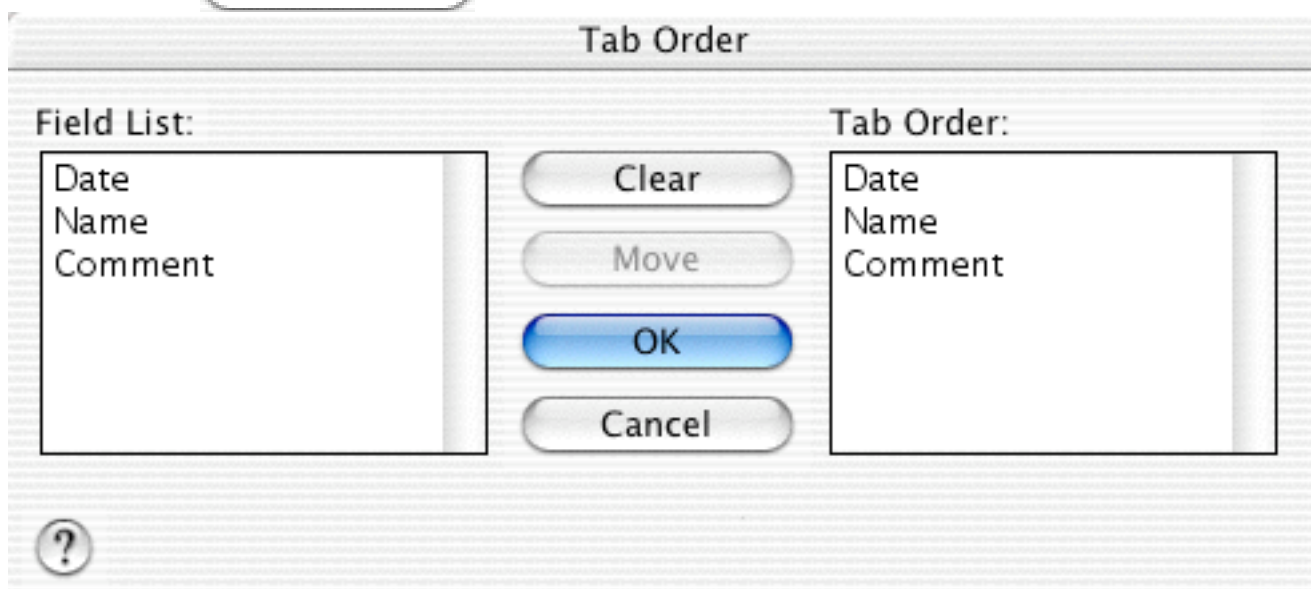 Tab Order
Field List:
Date
Name
Comment
Clear
Move
OK
Cancel
Tab Order:
Date
Name
Comment
?